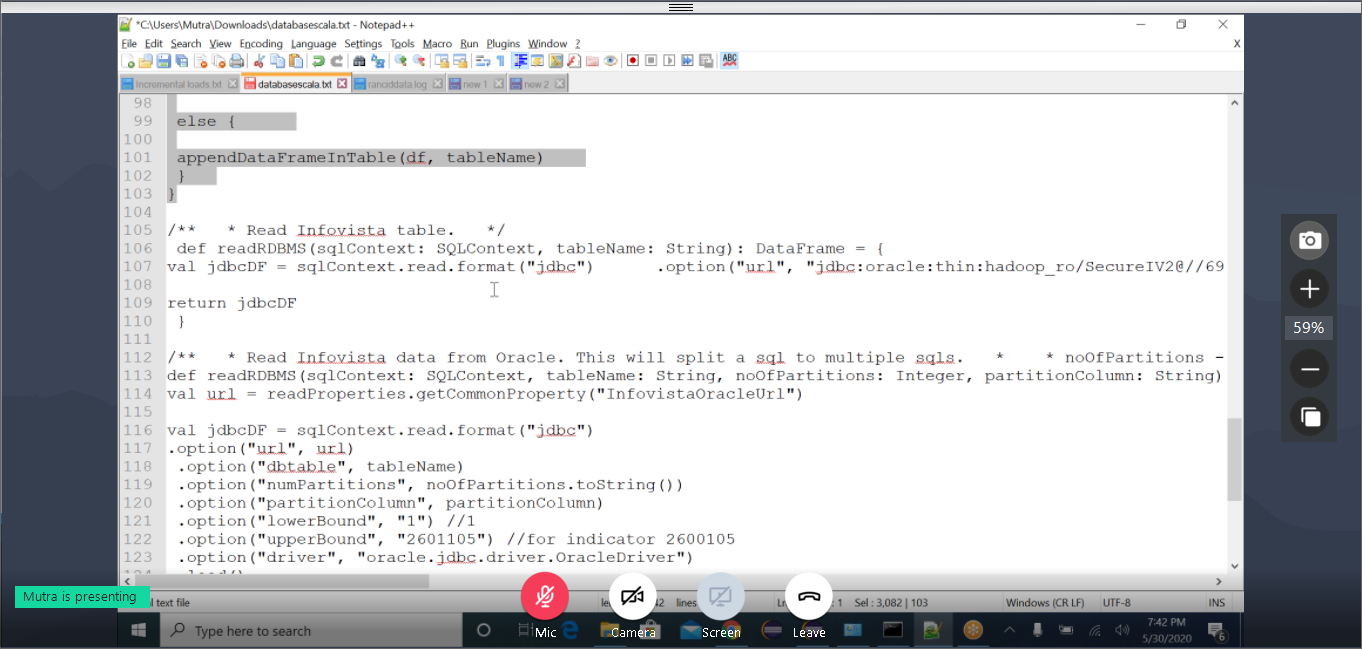 *C:\Users\Mutra\Downloads\databasescala.txt - Notepad++
File Edit Search View Encoding Language Settings Tools Macro Run Plugins Window ? X
Incremental loads.txt databasescala.txt ranciddata.log new 1 new 2
98
99 else {
100
101 appendDataFrameInTable(df, tableName)
102 }
103 }
104
105 /** * Read Infovista table. */
106 def readRDBMS(sqlContext: SQLContext, tableName: String): DataFrame = {
107 val jdbcDF = sqlContext.read.format("jdbc") .option("url", "jdbc:oracle:thin:hadoop_ro/SecureIV2@//69
108
109 return jdbcDF
110 }
111
112 /** * Read Infovista data from Oracle. This will split a sql to multiple sqls. * * noOfPartitions -
113 def readRDBMS(sqlContext: SQLContext, tableName: String, noOfPartitions: Integer, partitionColumn: String)
114 val url = readProperties.getCommonProperty("InfovistaOracleUrl")
115
116 val jdbcDF = sqlContext.read.format("jdbc")
117 .option("url", url)
118 .option("dbtable", tableName)
119 .option("numPartitions", noOfPartitions.toString())
120 .option("partitionColumn", partitionColumn)
121 .option("lowerBound", "1") //1
122 .option("upperBound", "2601105") //for indicator 2600105
123 .option("driver", "oracle.jdbc.driver.OracleDriver")
59%
Mutra is presenting
l text file lines Sel : 3,082 | 103 Windows (CR LF) UTF-8 INS
Mic Camera Screen Leave
Type here to search
7:42 PM
5/30/2020
6